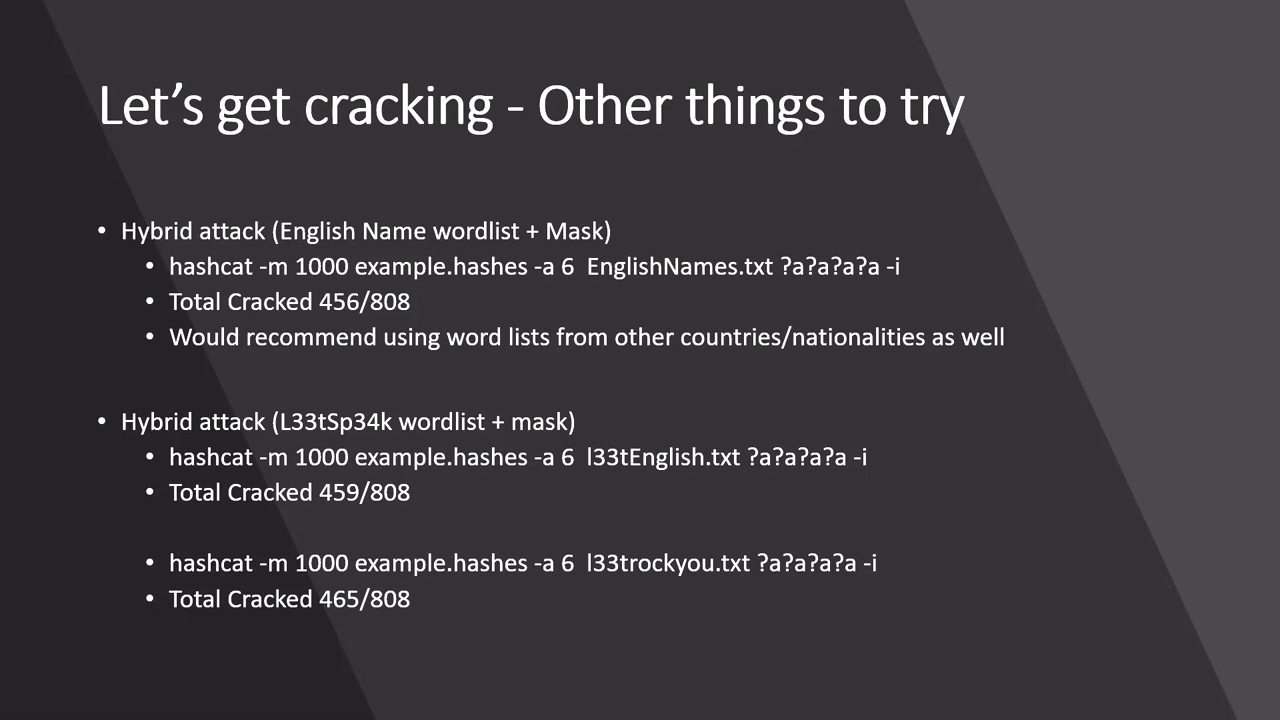 Let's get cracking - Other things to try
• Hybrid attack (English Name wordlist + Mask)
• hashcat -m 1000 example.hashes -a 6  EnglishNames.txt ?a?a?a?a -i
• Total Cracked 456/808
• Would recommend using word lists from other countries/nationalities as well
• Hybrid attack (L33tSp34k wordlist + mask)
• hashcat -m 1000 example.hashes -a 6  l33tEnglish.txt ?a?a?a?a -i
• Total Cracked 459/808
• hashcat -m 1000 example.hashes -a 6  l33trockyou.txt ?a?a?a?a -i
• Total Cracked 465/808